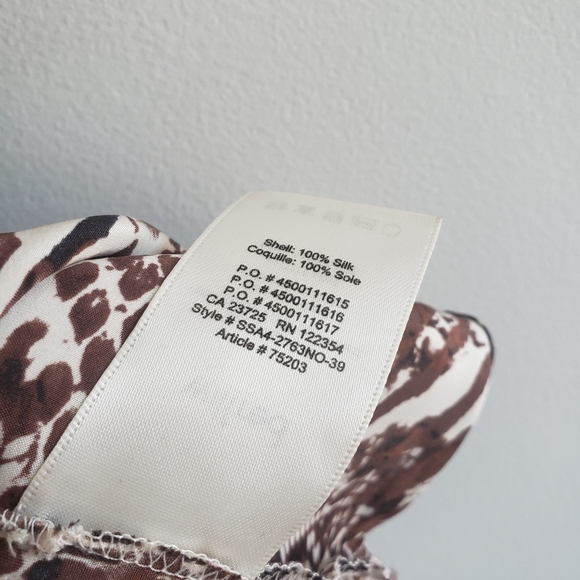 Shell: 100% Silk
Coquille: 100% Soie
P.O. # 4500111615
P.O. # 4500111616
P.O. # 4500111617
CA 23725 RN 122354
Style # SSA4-2763NO-39
Article # 75203